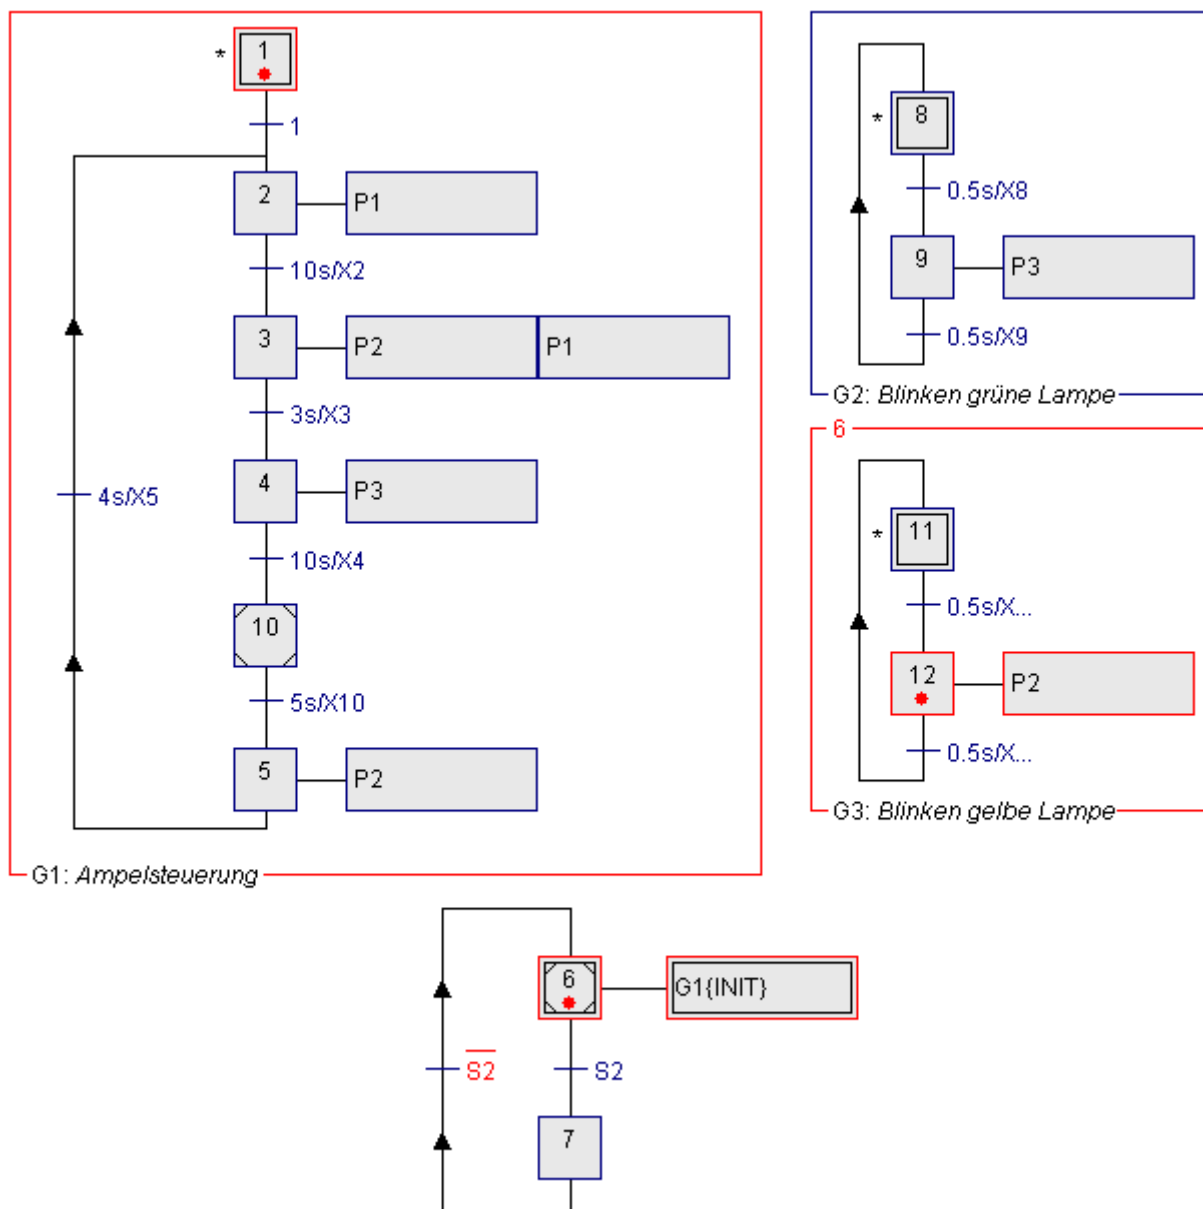 *
1
1
2
P1
10s/X2
3
P2
P1
3s/X3
4
P3
4s/X5
10s/X4
10
5s/X10
5
P2
G1: Ampelsteuerung
*
8
0.5s/X8
9
P3
0.5s/X9
G2: Blinken grüne Lampe
6
*
11
0.5s/X...
12
P2
0.5s/X...
G3: Blinken gelbe Lampe
6
G1{INIT}
S2
S2
7